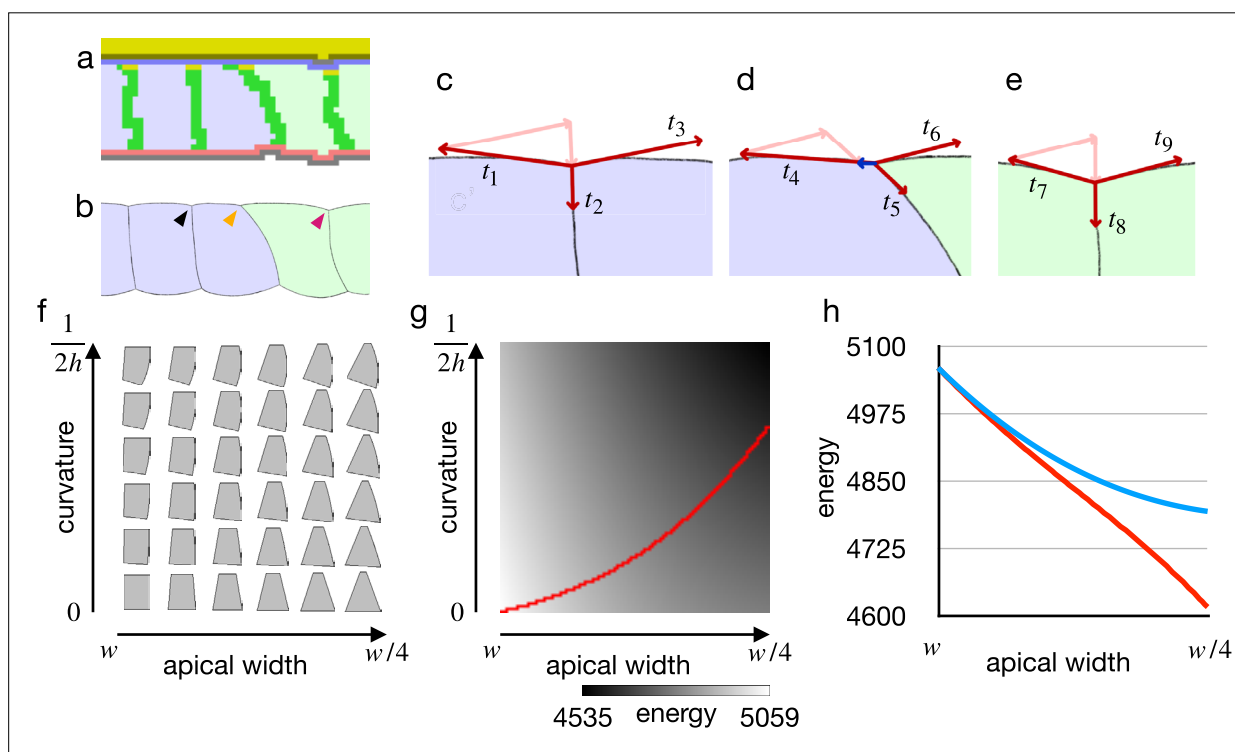 a
b
c
d
e
t1
t2
t3
t4
t5
t6
t7
t8
t9
f
g
h
1
2h
curvature
0
w
apical width
w/4
1
2h
curvature
0
w
apical width
w/4
4535 energy 5059
5100
4975
4850
4725
4600
energy
w
apical width
w/4